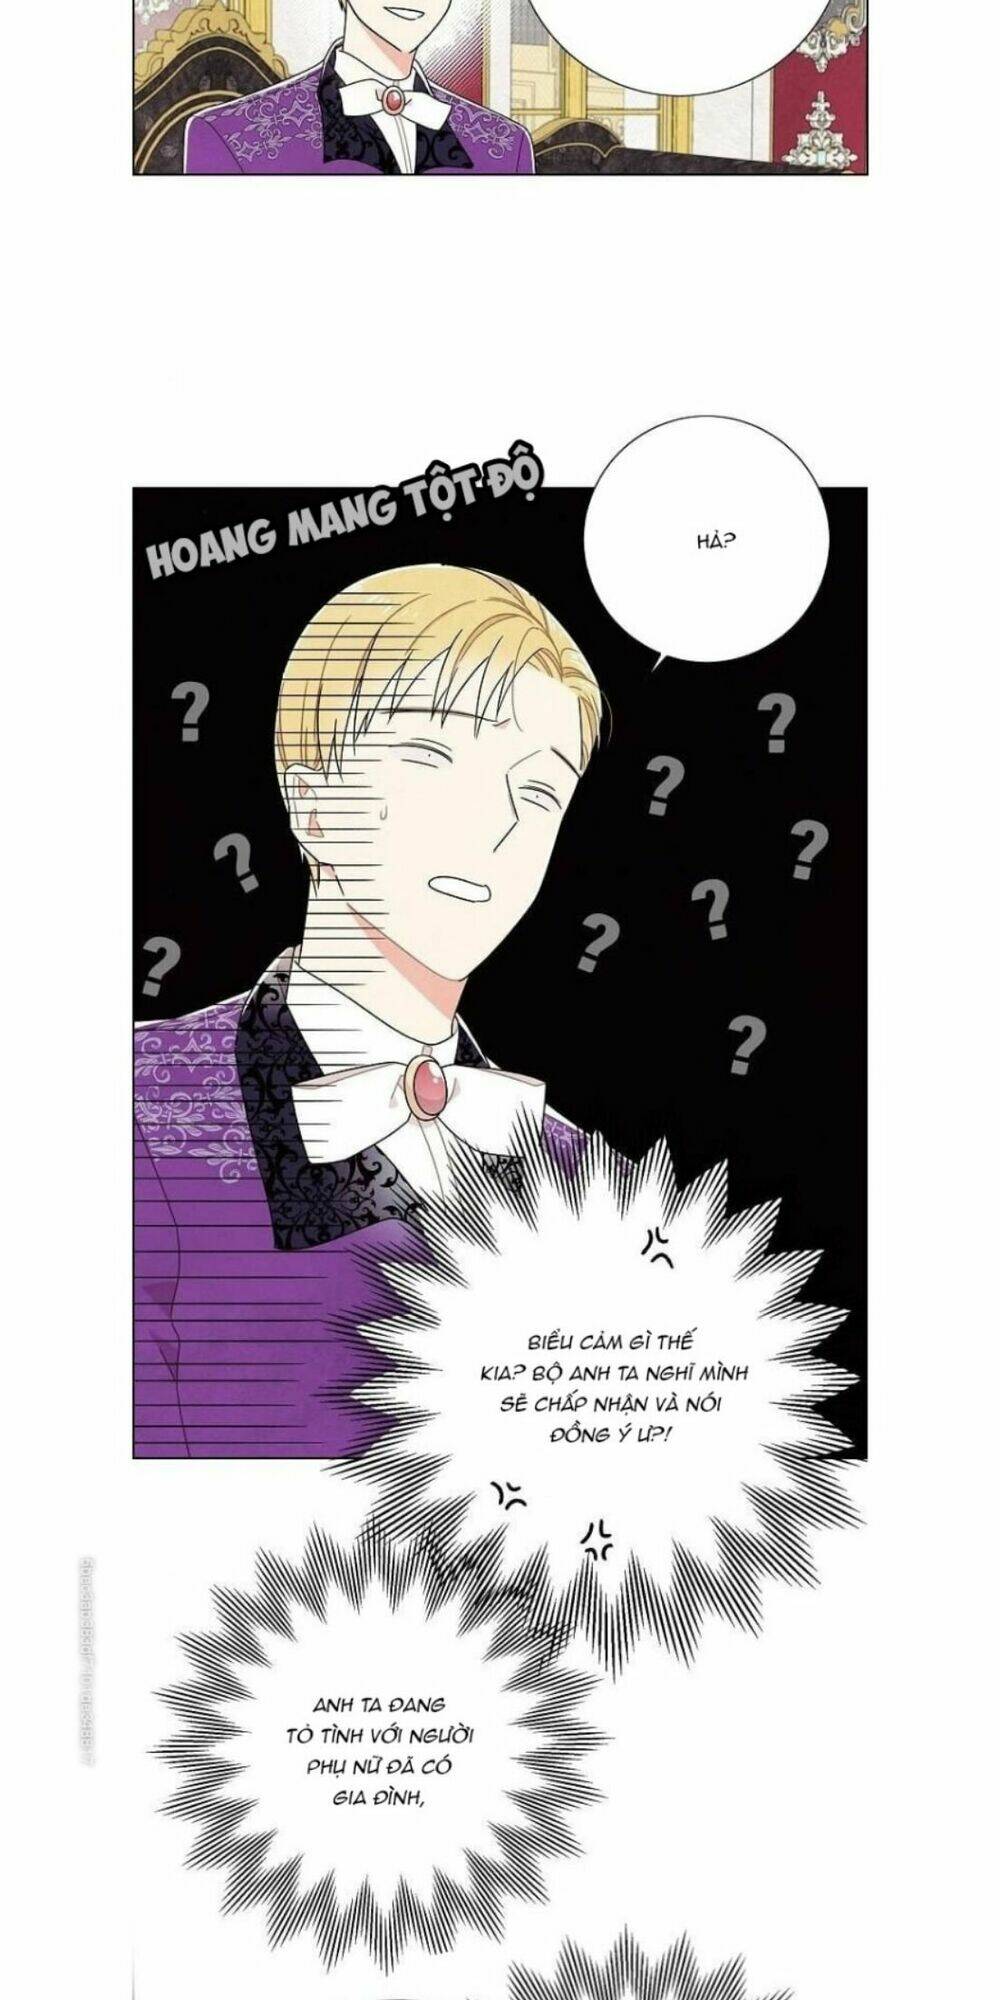 HOANG MANG TỘT ĐỘ
HẢ?
?
?
?
?
?
?
?
?
?
BIỂU CẢM GÌ THẾ
KIA? BỘ ANH TA NGHĨ MÌNH
SẼ CHẤP NHẬN VÀ NÓI
ĐỒNG Ý Ư?!
ANH TA ĐANG
TỎ TÌNH VỚI NGƯỜI
PHỤ NỮ ĐÃ CÓ
GIA ĐÌNH,